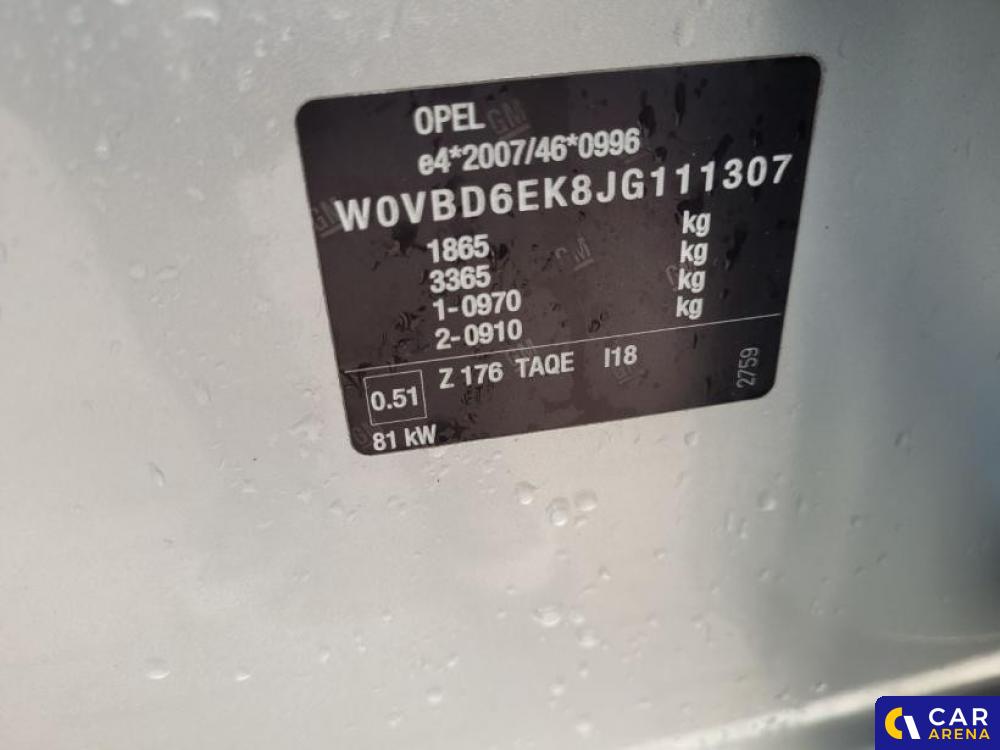 OPEL
e4*2007/46*0996
W0VBD6EK8JG111307
1865 kg
3365 kg
1-0970 kg
2-0910 kg
0.51 Z 176 TAQE I18
81 kW
2759
GM
CAR
ARENA